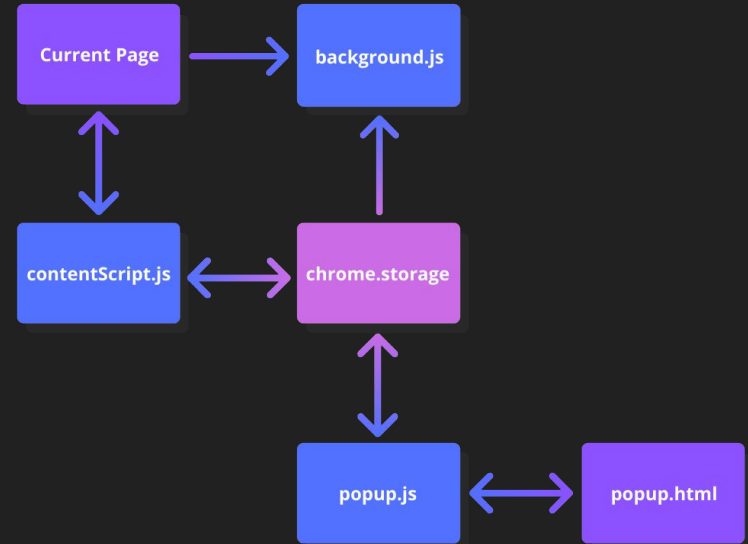 Current Page
background.js
contentScript.js
chrome.storage
popup.js
popup.html